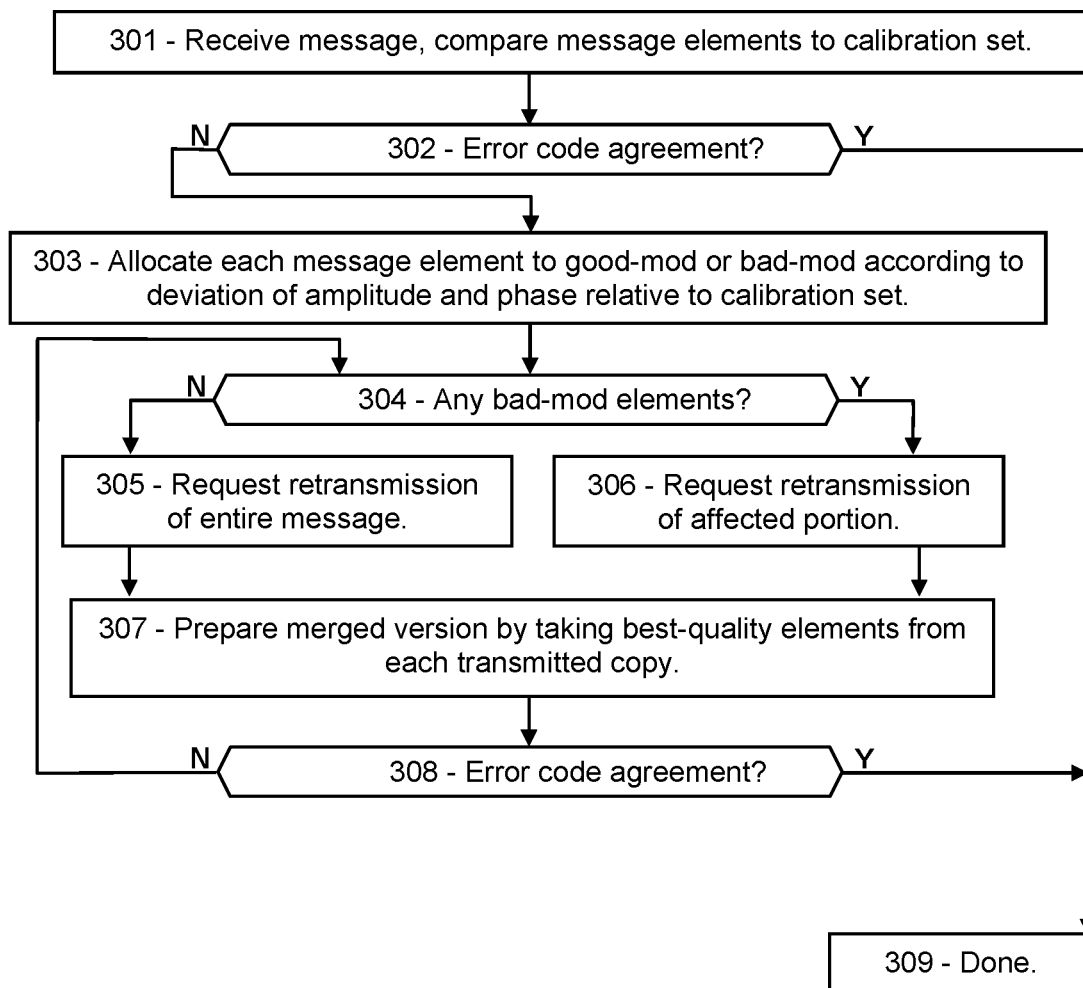 301 - Receive message, compare message elements to calibration set.
N
Y
302 - Error code agreement?
303 - Allocate each message element to good-mod or bad-mod according to
deviation of amplitude and phase relative to calibration set.
N
Y
304 - Any bad-mod elements?
305 - Request retransmission
of entire message.
306 - Request retransmission
of affected portion.
307 - Prepare merged version by taking best-quality elements from
each transmitted copy.
N
Y
308 - Error code agreement?
309 - Done.